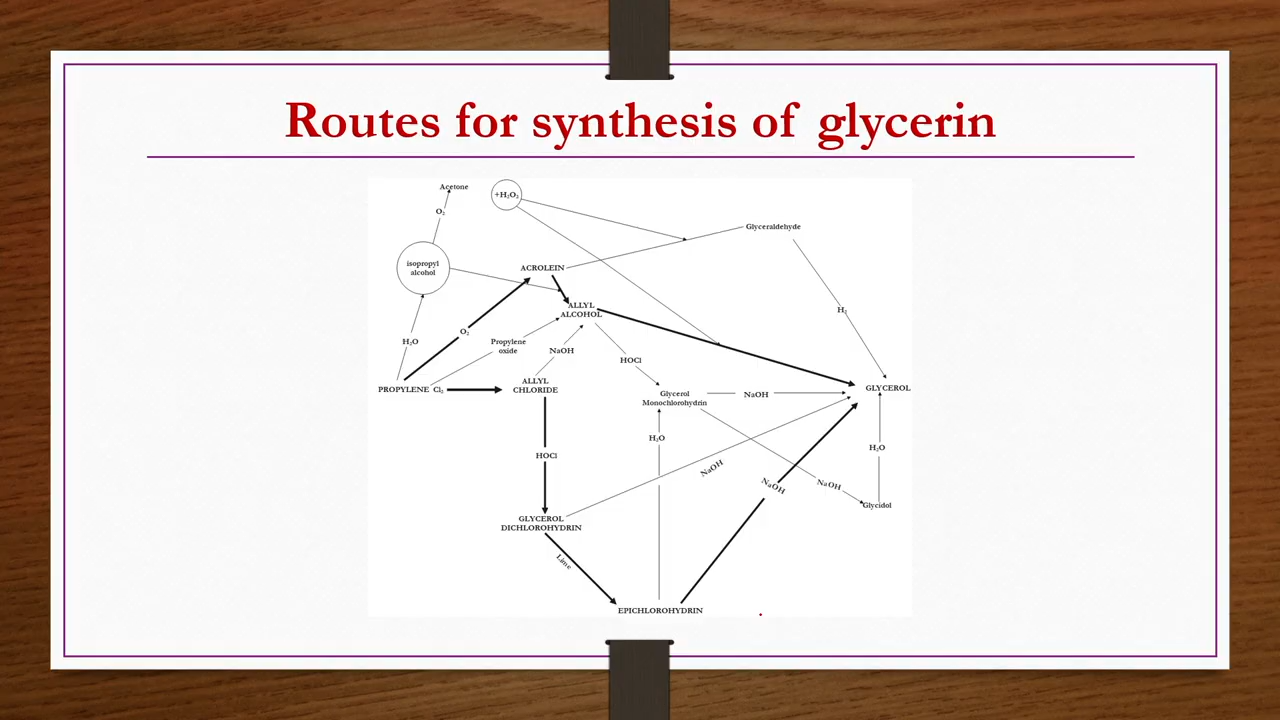 Routes for synthesis of glycerin
Acetone
+H₂O₂
O₂
Glyceraldehyde
isopropyl
alcohol
ACROLEIN
ALLYL
ALCOHOL
H₂
O₂
H₂O
Propylene
oxide
NaOH
HOCl
PROPYLENE Cl₂
ALLYL
CHLORIDE
GLYCEROL
Glycerol
Monochlorohydrin
NaOH
H₂O
H₂O
HOCl
NaOH
NaOH
NaOH
Glycidol
GLYCEROL
DICHLOROHYDRIN
Lime
EPICHLOROHYDRIN